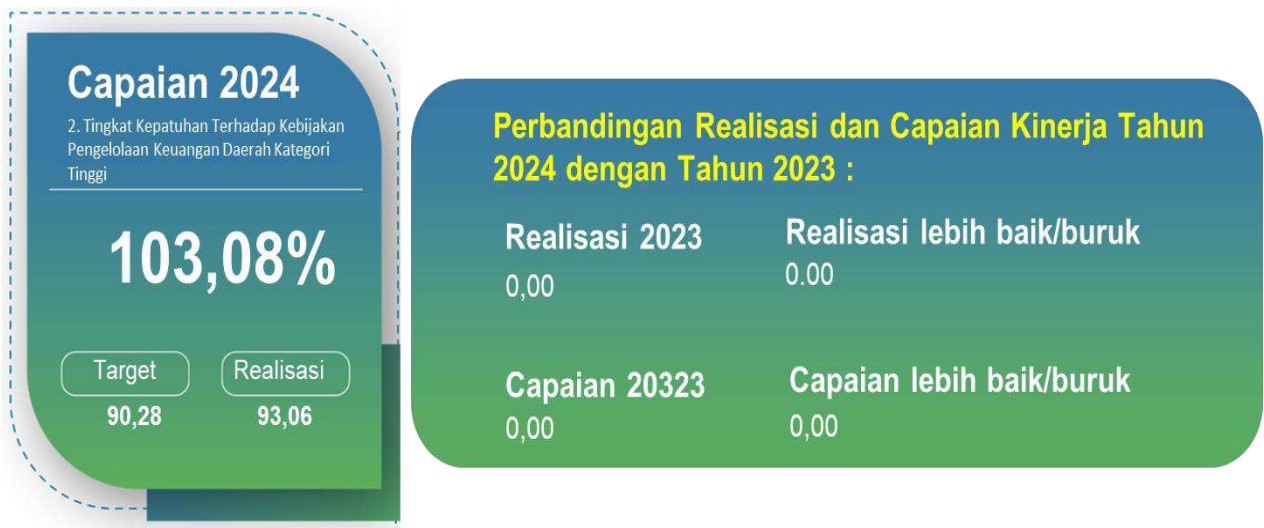 Capaian 2024
2. Tingkat Kepatuhan Terhadap Kebijakan
Pengelolaan Keuangan Daerah Kategori
Tinggi
103,08%
Target
Realisasi
90,28
93,06
Perbandingan Realisasi dan Capaian Kinerja Tahun
2024 dengan Tahun 2023 :
Realisasi 2023
Realisasi lebih baik/buruk
0,00
0.00
Capaian 20323
Capaian lebih baik/buruk
0,00
0,00